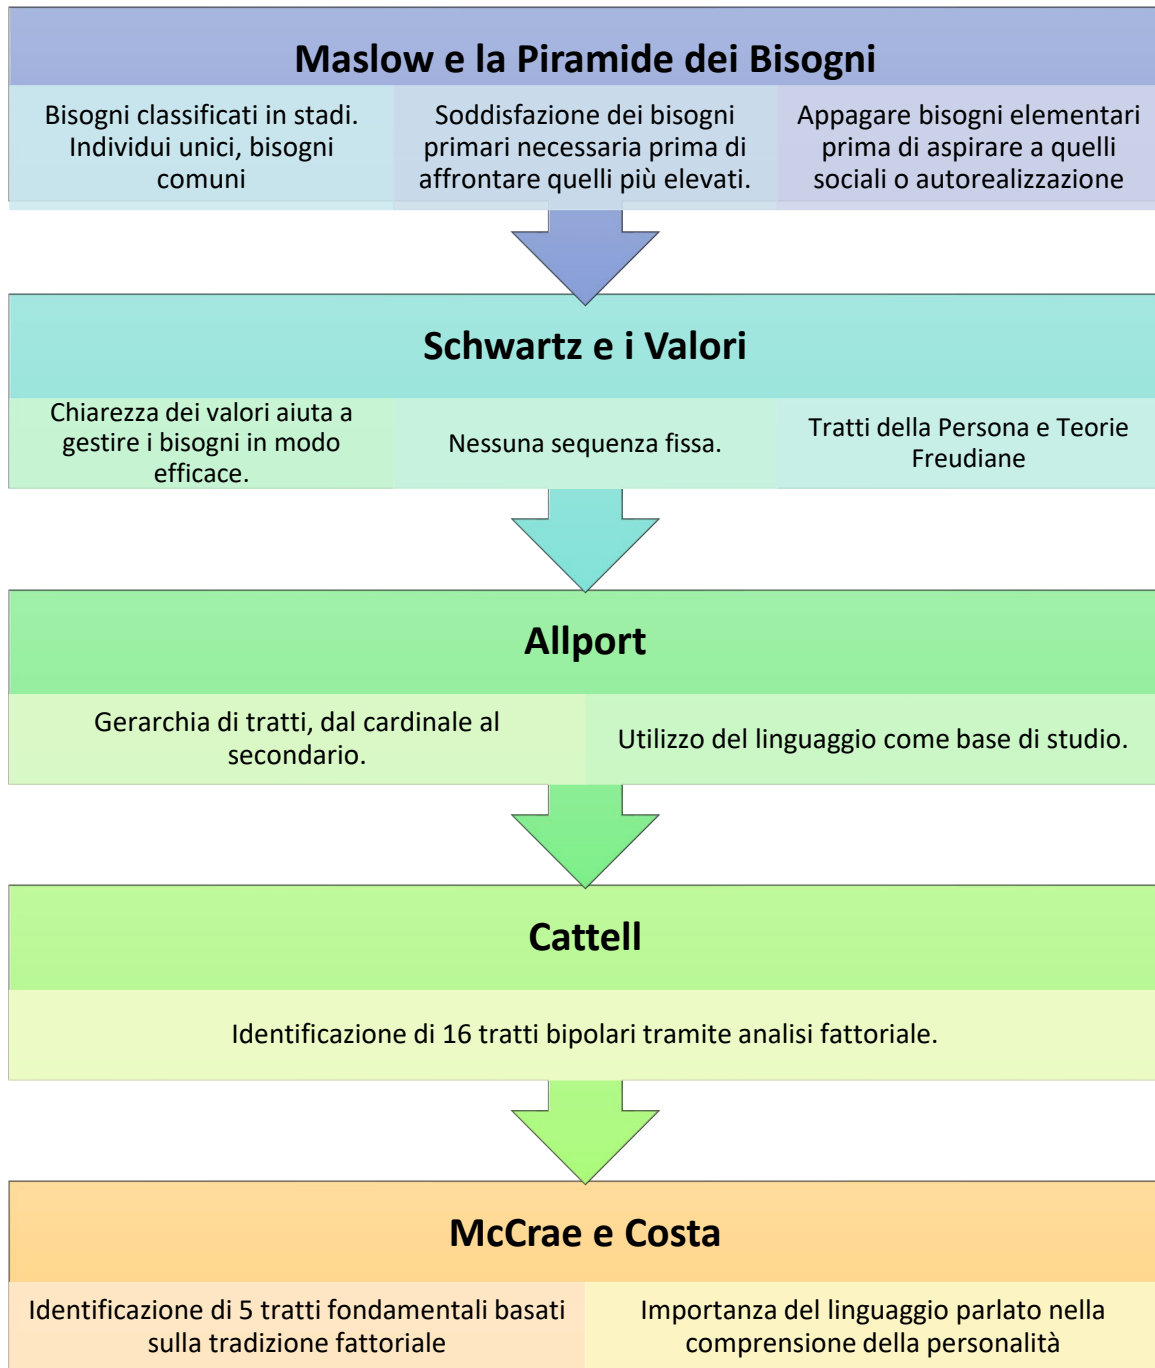 Maslow e la Piramide dei Bisogni
Bisogni classificati in stadi.
Individui unici, bisogni
comuni
Soddisfazione dei bisogni
primari necessaria prima di
affrontare quelli più elevati.
Appagare bisogni elementari
prima di aspirare a quelli
sociali o autorealizzazione
Schwartz e i Valori
Chiarezza dei valori aiuta a
gestire i bisogni in modo
efficace.
Nessuna sequenza fissa.
Tratti della Persona e Teorie
Freudiane
Allport
Gerarchia di tratti, dal cardinale al
secondario.
Utilizzo del linguaggio come base di studio.
Cattell
Identificazione di 16 tratti bipolari tramite analisi fattoriale.
McCrae e Costa
Identificazione di 5 tratti fondamentali basati
sulla tradizione fattoriale
Importanza del linguaggio parlato nella
comprensione della personalità